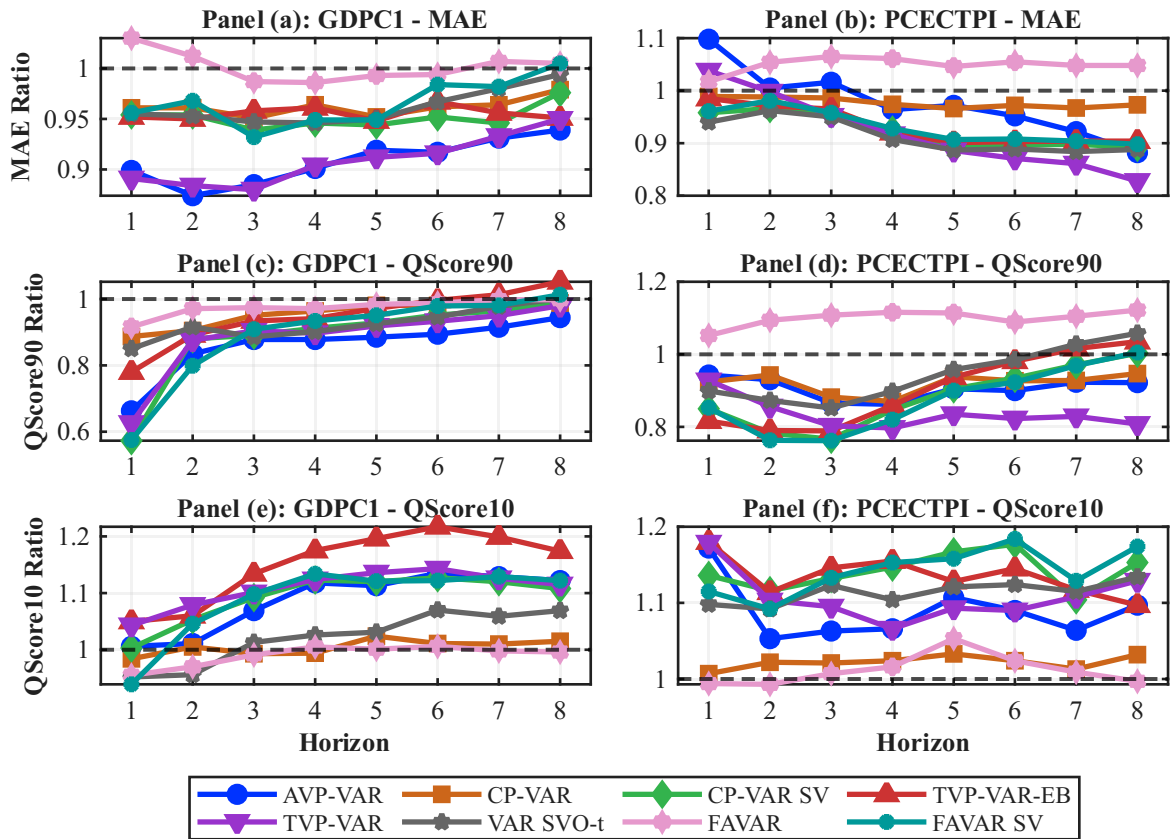 Panel (a): GDPC1 - MAE
Panel (b): PCECTPI - MAE
MAE Ratio
1
0.95
0.9
1 2 3 4 5 6 7 8
1.1
1
0.9
0.8
1 2 3 4 5 6 7 8
Panel (c): GDPC1 - QScore90
Panel (d): PCECTPI - QScore90
QScore90 Ratio
1
0.8
0.6
1 2 3 4 5 6 7 8
1.2
1
0.8
1 2 3 4 5 6 7 8
Panel (e): GDPC1 - QScore10
Panel (f): PCECTPI - QScore10
QScore10 Ratio
1.2
1.1
1
1 2 3 4 5 6 7 8
Horizon
1.2
1.1
1
1 2 3 4 5 6 7 8
Horizon
AVP-VAR CP-VAR CP-VAR SV TVP-VAR-EB
TVP-VAR VAR SVO-t FAVAR FAVAR SV